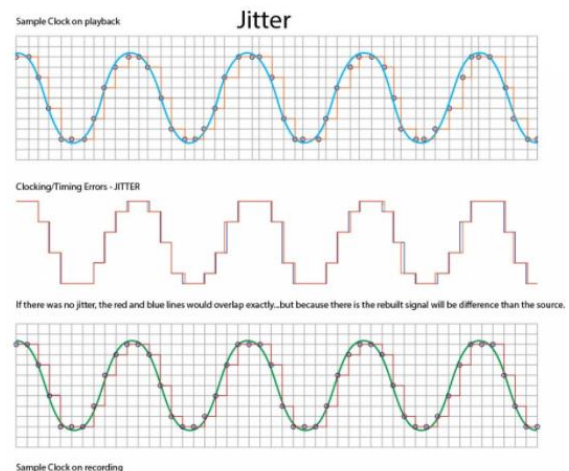 Jitter
Sample Clock on playback
Clocking/Timing Errors - JITTER
If there was no jitter, the red and blue lines would overlap exactly...but because there is the rebuilt signal will be difference than the source.
Sample Clock on recording